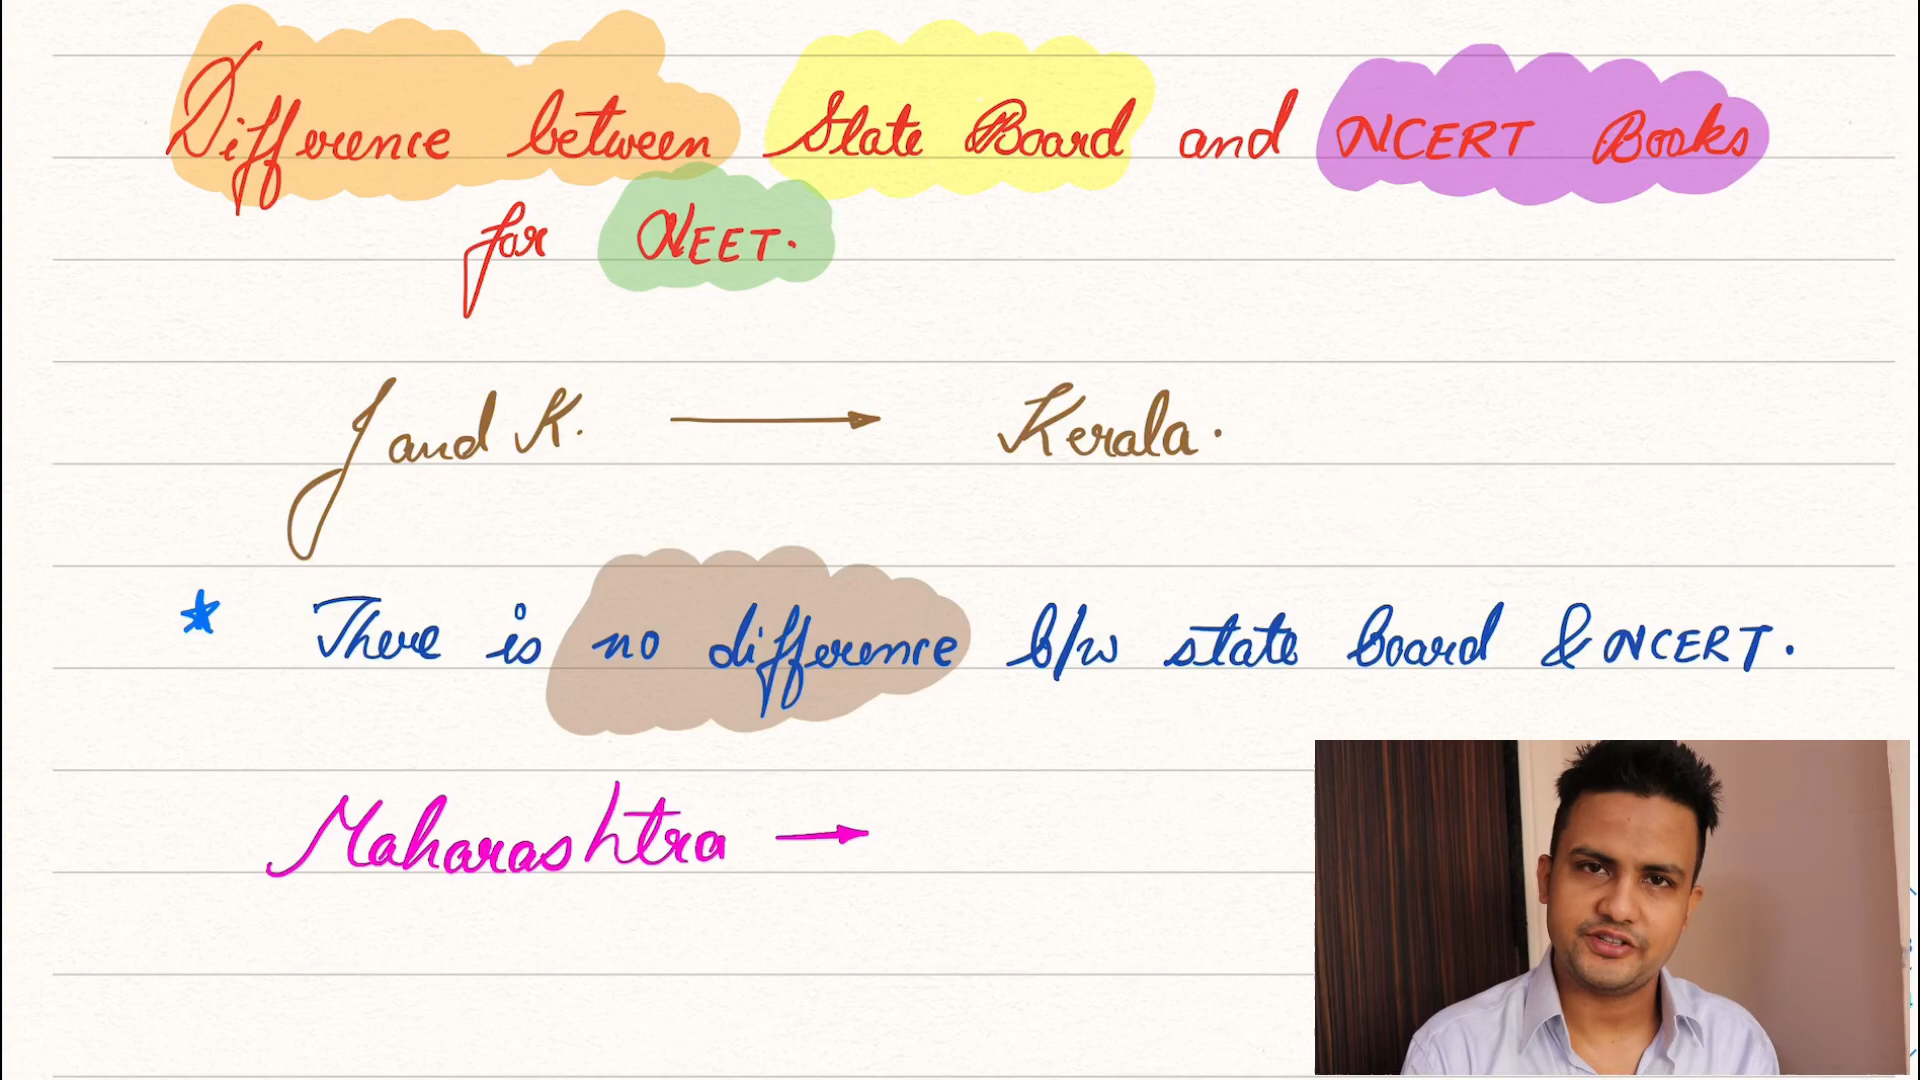 Difference between State Board and NCERT Books
for NEET.
J and K. → Kerala.
* There is no difference b/w state Board & NCERT.
Maharashtra →